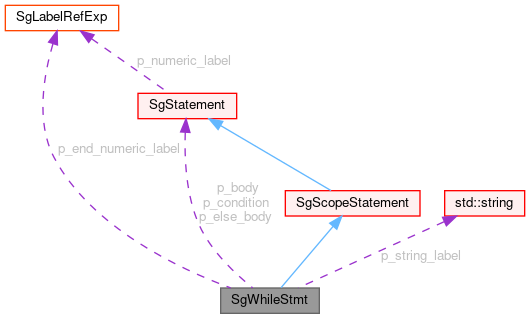 SgLabelRefExp
p_numeric_label
SgStatement
p_end_numeric_label
p_body
p_condition
p_else_body
SgScopeStatement
std::string
p_string_label
SgWhileStmt